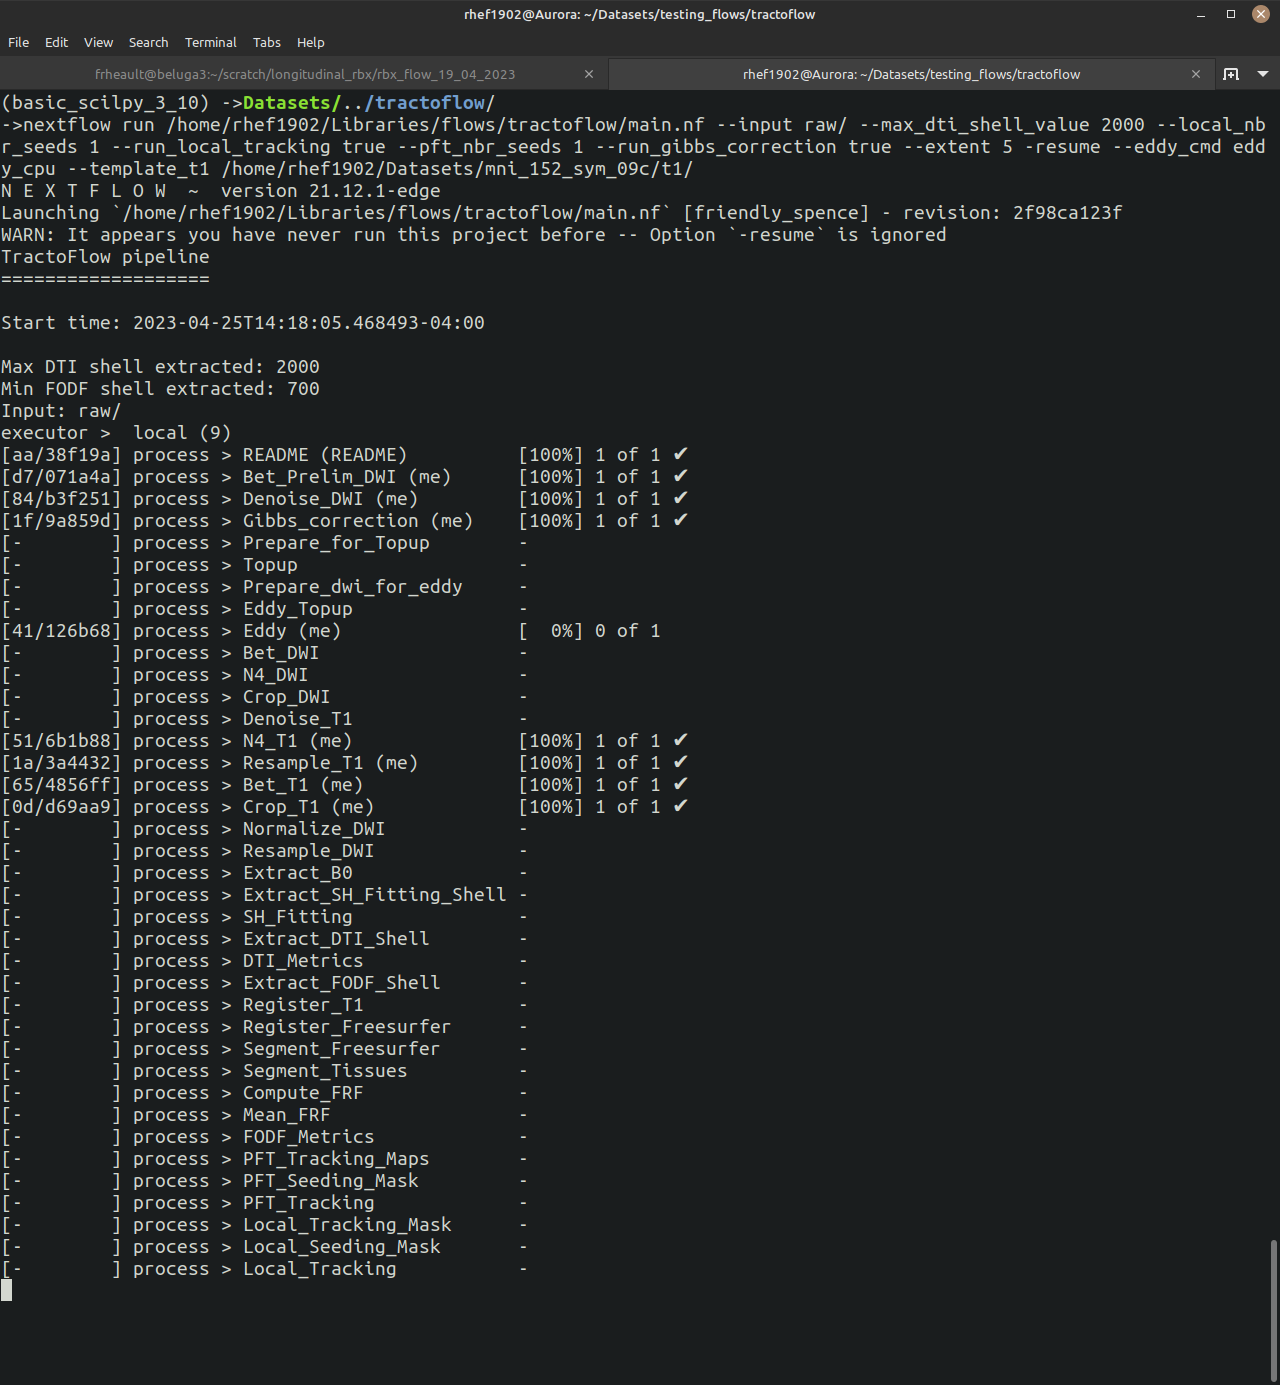 rhef1902@Aurora: ~/Datasets/testing_flows/tractoflow
File Edit View Search Terminal Tabs Help
frheault@beluga3:~/scratch/longitudinal_rbx/rbx_flow_19_04_2023 × rhef1902@Aurora: ~/Datasets/testing_flows/tractoflow ×
(basic_scilpy_3_10) ->Datasets/../tractoflow/
->nextflow run /home/rhef1902/Libraries/flows/tractoflow/main.nf --input raw/ --max_dti_shell_value 2000 --local_nb
r_seeds 1 --run_local_tracking true --pft_nbr_seeds 1 --run_gibbs_correction true --extent 5 -resume --eddy_cmd edd
y_cpu --template_t1 /home/rhef1902/Datasets/mni_152_sym_09c/t1/
N E X T F L O W  ~  version 21.12.1-edge
Launching `/home/rhef1902/Libraries/flows/tractoflow/main.nf` [friendly_spence] - revision: 2f98ca123f
WARN: It appears you have never run this project before -- Option `-resume` is ignored
TractoFlow pipeline
===================
Start time: 2023-04-25T14:18:05.468493-04:00
Max DTI shell extracted: 2000
Min FODF shell extracted: 700
Input: raw/
executor >  local (9)
[aa/38f19a] process > README (README)          [100%] 1 of 1 ✔
[d7/071a4a] process > Bet_Prelim_DWI (me)      [100%] 1 of 1 ✔
[84/b3f251] process > Denoise_DWI (me)         [100%] 1 of 1 ✔
[1f/9a859d] process > Gibbs_correction (me)    [100%] 1 of 1 ✔
[-        ] process > Prepare_for_Topup        -
[-        ] process > Topup                    -
[-        ] process > Prepare_dwi_for_eddy     -
[-        ] process > Eddy_Topup               -
[41/126b68] process > Eddy (me)                [  0%] 0 of 1
[-        ] process > Bet_DWI                  -
[-        ] process > N4_DWI                   -
[-        ] process > Crop_DWI                 -
[-        ] process > Denoise_T1               -
[51/6b1b88] process > N4_T1 (me)               [100%] 1 of 1 ✔
[1a/3a4432] process > Resample_T1 (me)         [100%] 1 of 1 ✔
[65/4856ff] process > Bet_T1 (me)              [100%] 1 of 1 ✔
[0d/d69aa9] process > Crop_T1 (me)             [100%] 1 of 1 ✔
[-        ] process > Normalize_DWI            -
[-        ] process > Resample_DWI             -
[-        ] process > Extract_B0               -
[-        ] process > Extract_SH_Fitting_Shell -
[-        ] process > SH_Fitting               -
[-        ] process > Extract_DTI_Shell        -
[-        ] process > DTI_Metrics              -
[-        ] process > Extract_FODF_Shell       -
[-        ] process > Register_T1              -
[-        ] process > Register_Freesurfer      -
[-        ] process > Segment_Freesurfer       -
[-        ] process > Segment_Tissues          -
[-        ] process > Compute_FRF              -
[-        ] process > Mean_FRF                 -
[-        ] process > FODF_Metrics             -
[-        ] process > PFT_Tracking_Maps        -
[-        ] process > PFT_Seeding_Mask         -
[-        ] process > PFT_Tracking             -
[-        ] process > Local_Tracking_Mask      -
[-        ] process > Local_Seeding_Mask       -
[-        ] process > Local_Tracking           -